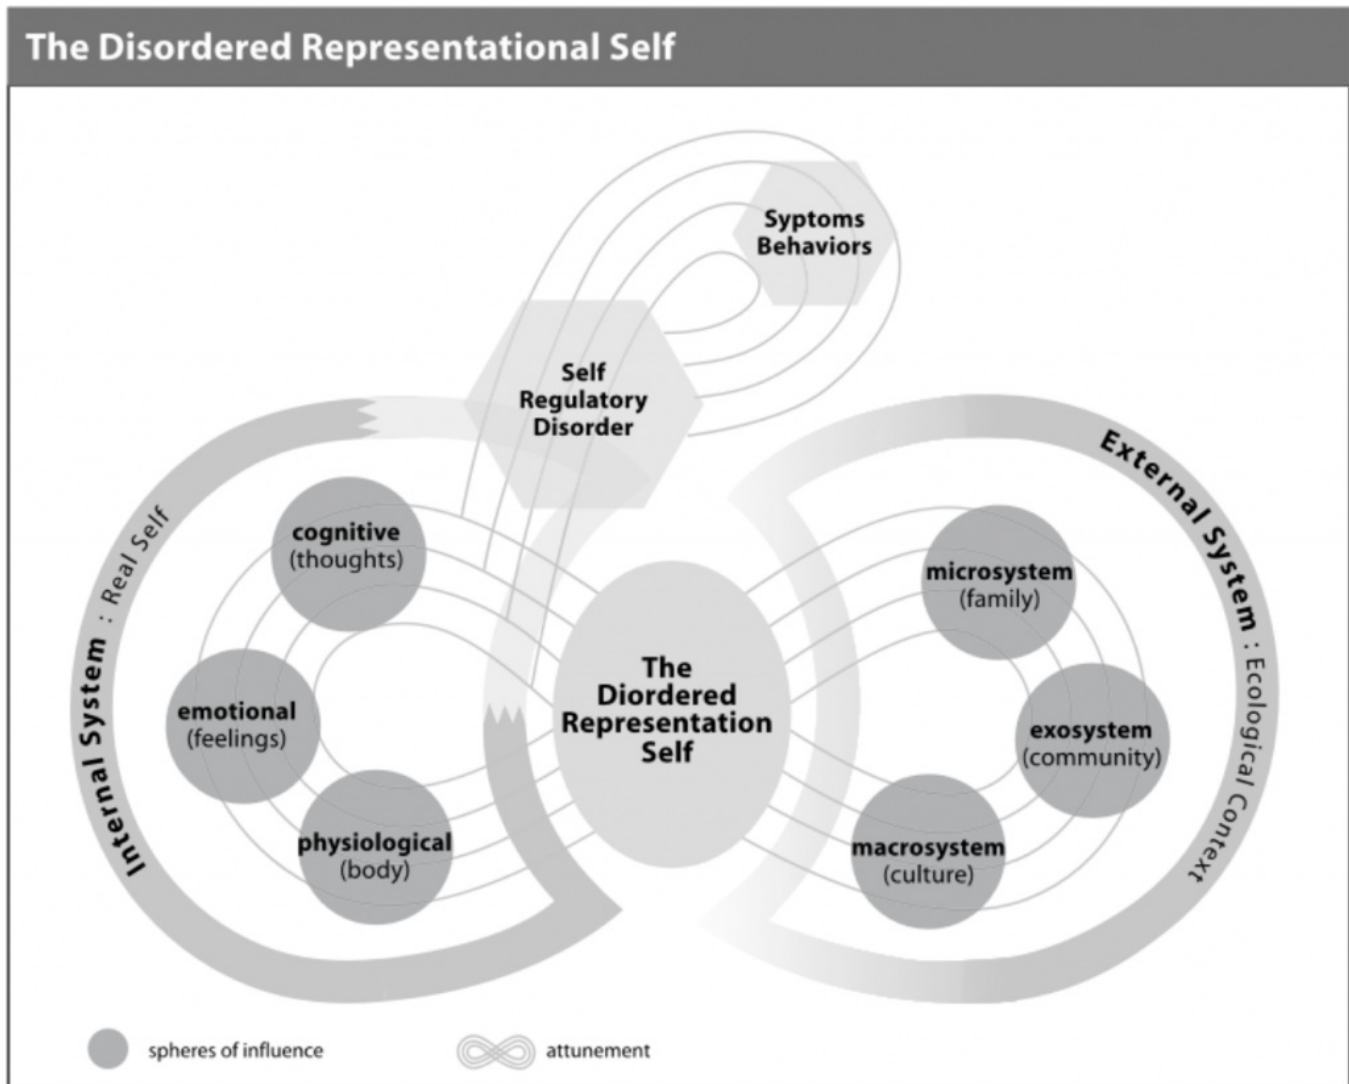 The Disordered Representational Self
Syptoms
Behaviors
Self
Regulatory
Disorder
Internal System : Real Self
cognitive
(thoughts)
emotional
(feelings)
physiological
(body)
The
Diordered
Representation
Self
External System : Ecological Context
microsystem
(family)
exosystem
(community)
macrosystem
(culture)
spheres of influence
attunement